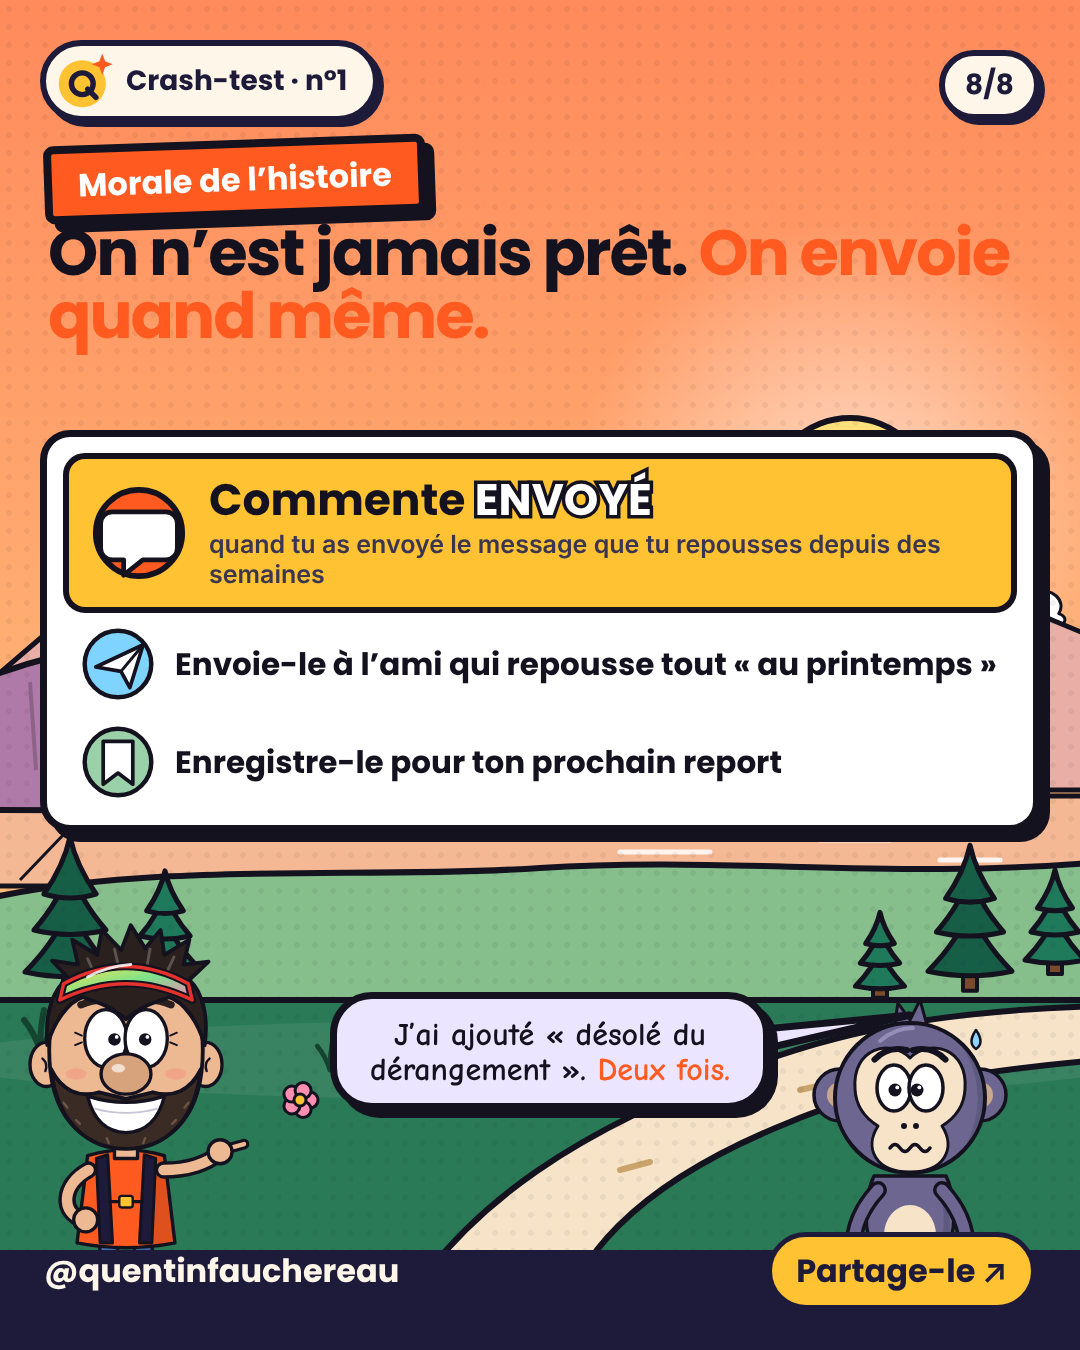 Q
Crash-test · n°1
8/8
Morale de l’histoire
On n’est jamais prêt. On envoie
quand même.
Commente ENVOYÉ
quand tu as envoyé le message que tu repousses depuis des
semaines
Envoie-le à l’ami qui repousse tout « au printemps »
Enregistre-le pour ton prochain report
J’ai ajouté « désolé du
dérangement ». Deux fois.
@quentinfauchereau
Partage-le ↗